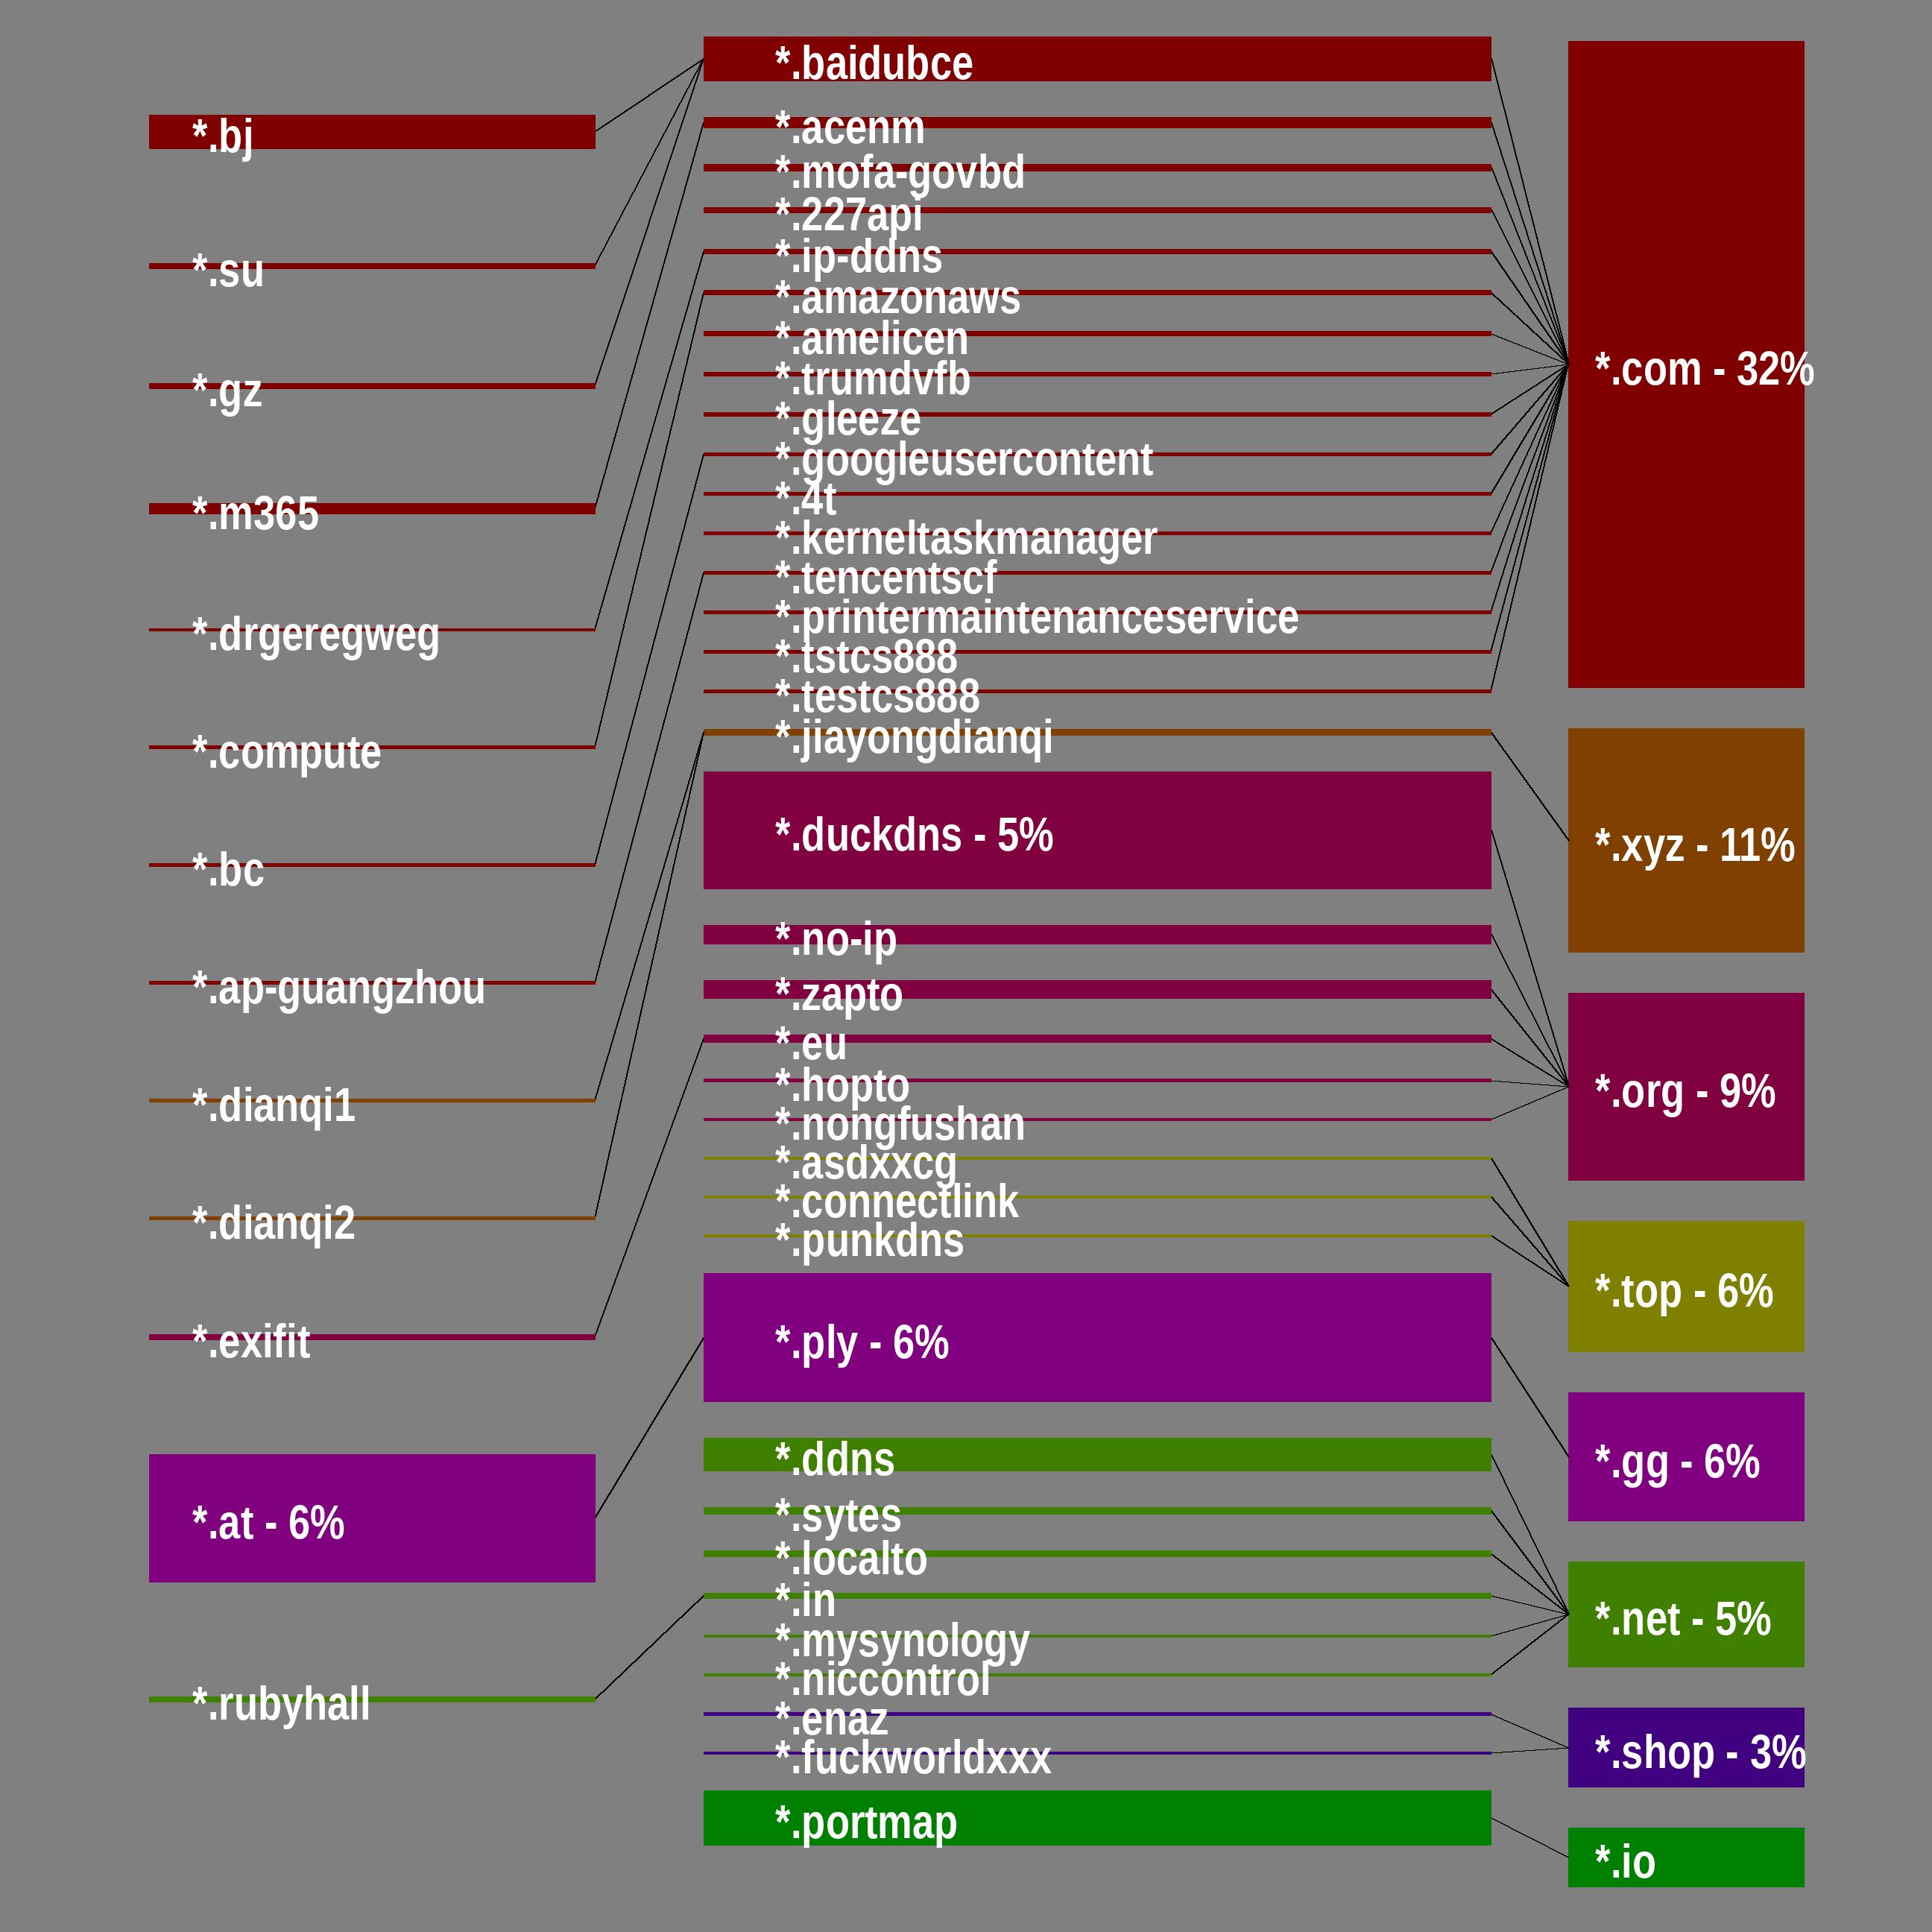 *.bj
*.su
*.gz
*.m365
*.drgeregweg
*.compute
*.bc
*.ap-guangzhou
*.dianqi1
*.dianqi2
*.exifit
*.at - 6%
*.rubyhall
*.baidubce
*.acenm
*.mofa-govbd
*.227api
*.ip-ddns
*.amazonaws
*.amelicen
*.trumdvfb
*.gleeze
*.googleusercontent
*.4t
*.kerneltaskmanager
*.tencentscf
*.printermaintenanceservice
*.tstcs888
*.testcs888
*.jiayongdianqi
*.duckdns - 5%
*.no-ip
*.zapto
*.eu
*.hopto
*.nongfushan
*.asdxxcg
*.connectlink
*.punkdns
*.ply - 6%
*.ddns
*.sytes
*.localto
*.in
*.mysynology
*.niccontrol
*.enaz
*.fuckworldxxx
*.portmap
*.com - 32%
*.xyz - 11%
*.org - 9%
*.top - 6%
*.gg - 6%
*.net - 5%
*.shop - 3%
*.io